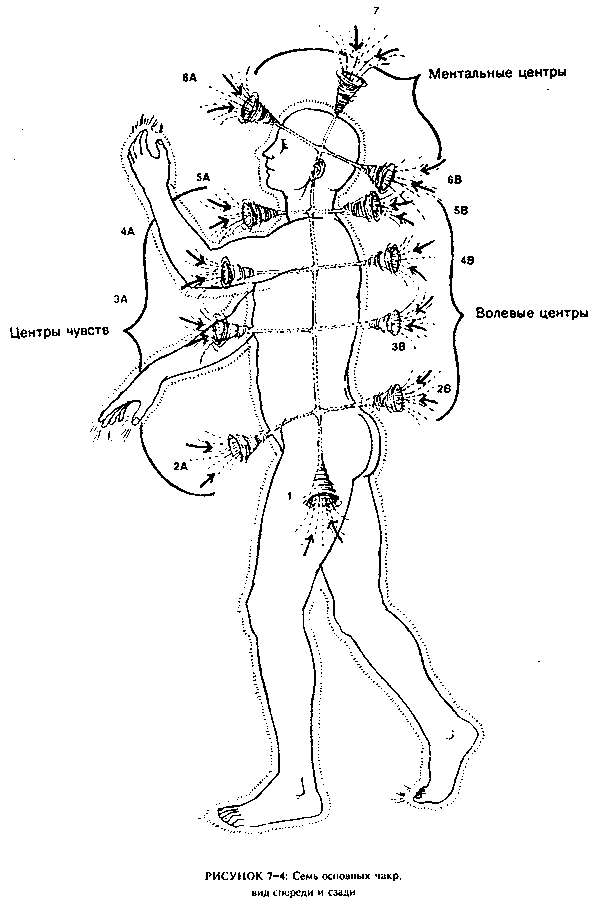 7
6А
Ментальные центры
5А
6В
5В
4А
4В
3А
Центры чувств
Волевые центры
3В
2В
2А
1
РИСУНОК 7-4: Семь основных чакр,
вид спереди и сзади